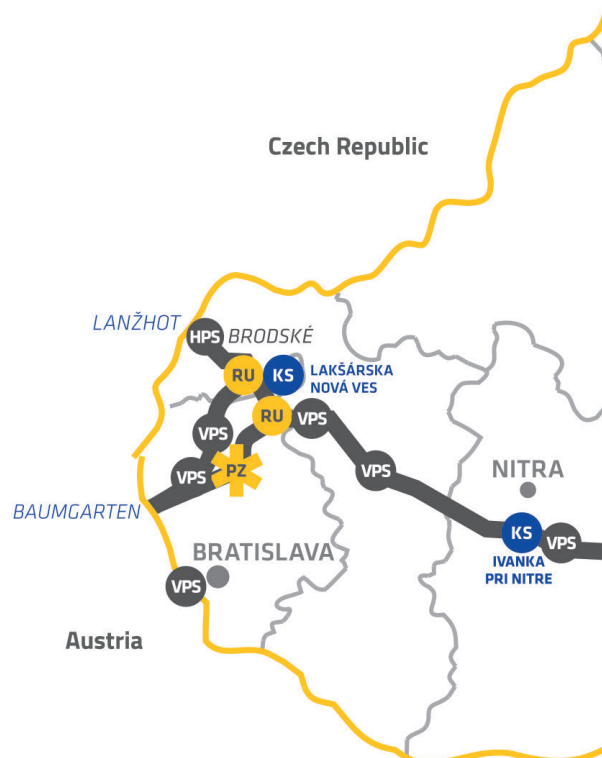 Czech Republic
LANŽHOT
HPS
BRODSKÉ
RU
KS
LAKŠÁRSKA
NOVÁ VES
RU
VPS
VPS
PZ
VPS
VPS
NITRA
BAUMGARTEN
KS
VPS
BRATISLAVA
IVANKA
PRI NITRE
VPS
Austria